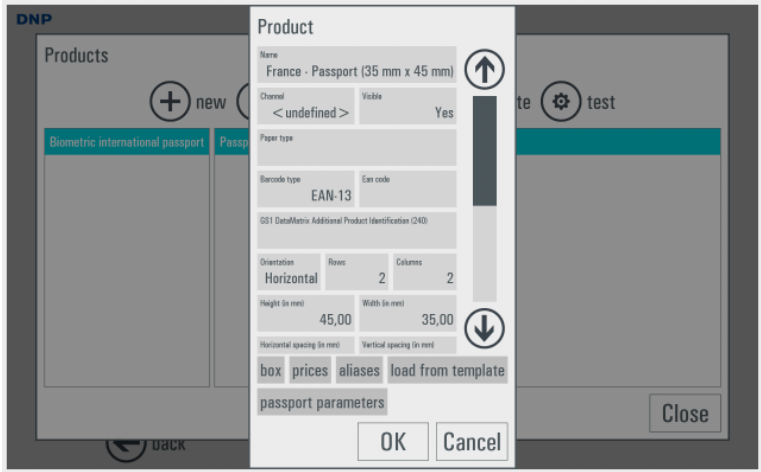 DNP
Products
new
te
test
Biometric international passport
Passp
Product
Name
France - Passport (35 mm x 45 mm)
Channel
Visible
<undefined>
Yes
Paper type
Barcode type
Ean code
EAN-13
GS1 DataMatrix Additional Product Identification (240)
Orientation
Rows
Columns
Horizontal
2
2
Height (in mm)
Width (in mm)
45,00
35,00
Horizontal spacing (in mm)
Vertical spacing (in mm)
box
prices
aliases
load from template
passport parameters
OK
Cancel
Close
back